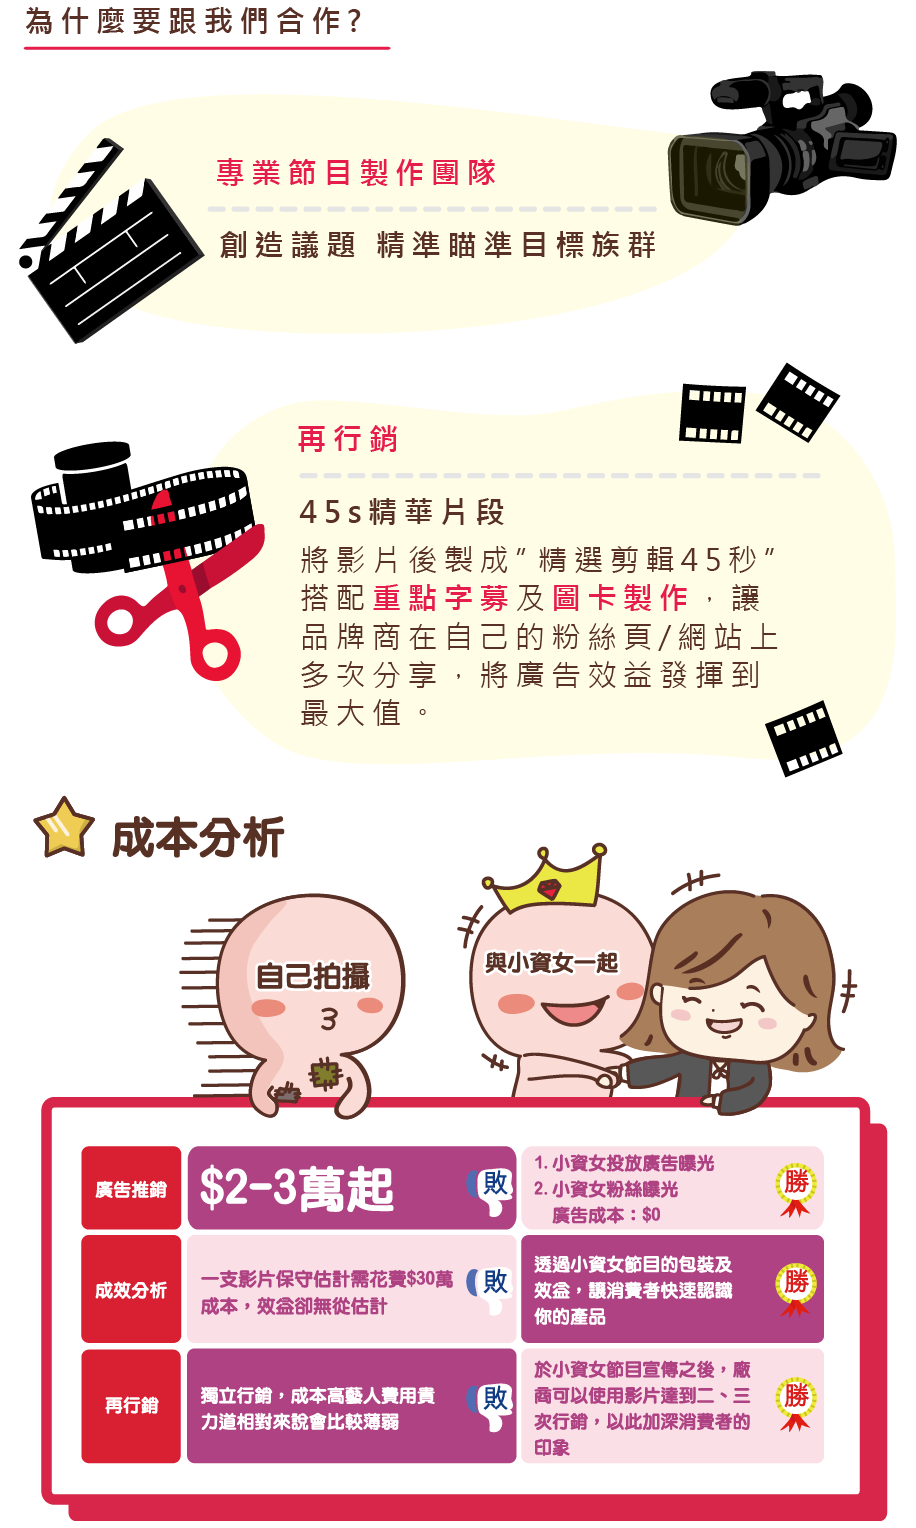 為什麼要跟我們合作?
專業節目製作團隊
創造議題 精準瞄準目標族群
再行銷
45s精華片段
將影片後製成"精選剪輯45秒"
搭配重點字募及圖卡製作，讓
品牌商在自己的粉絲頁/網站上
多次分享，將廣告效益發揮到
最大值。
成本分析
自己拍攝
與小資女一起
廣告推銷
$2-3萬起
敗
1.小資女投放廣告曝光
2.小資女粉絲曝光
廣告成本：$0
勝
成效分析
一支影片保守估計需花費$30萬
成本，效益卻無從估計
敗
透過小資女節目的包裝及
效益，讓消費者快速認識
你的產品
勝
再行銷
獨立行銷，成本高藝人費用貴
力道相對來說會比較薄弱
敗
於小資女節目宣傳之後，廠
商可以使用影片達到二、三
次行銷，以此加深消費者的
印象
勝